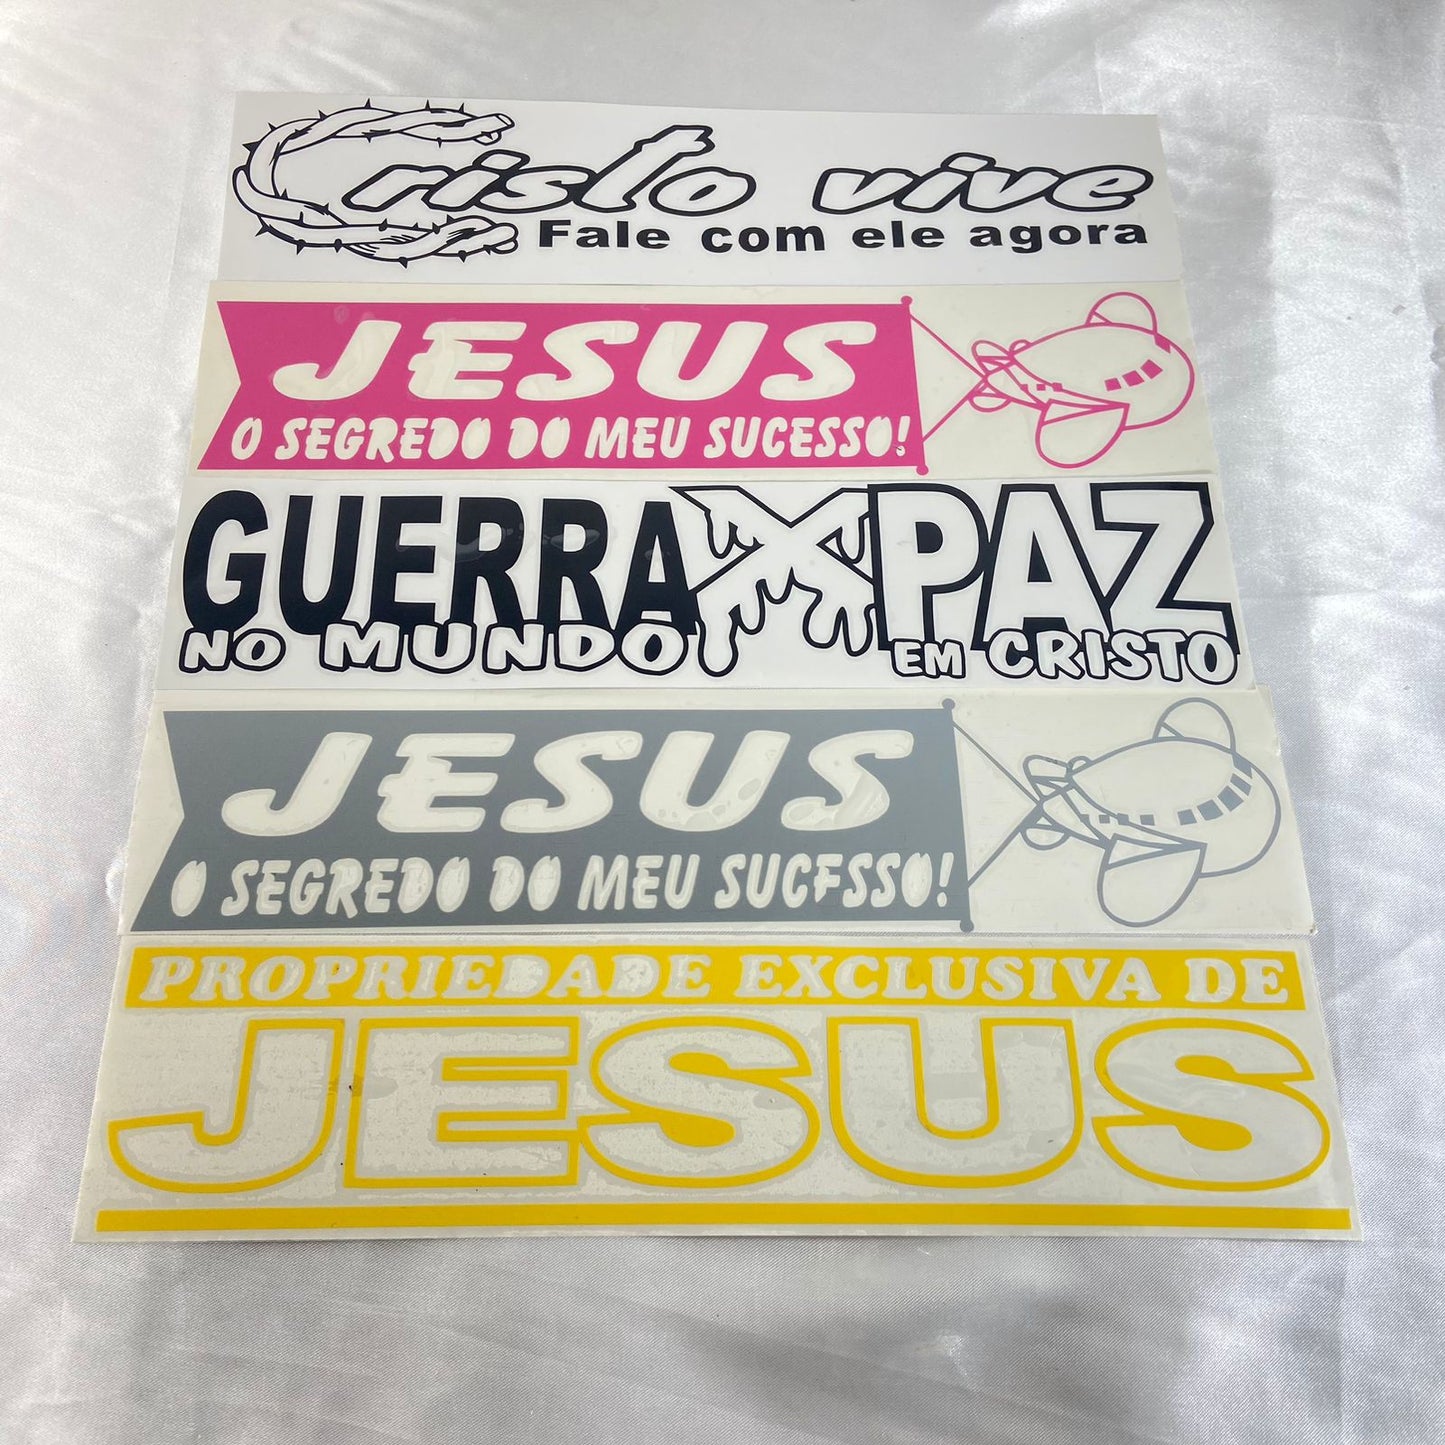 Cristo vive
Fale com ele agora
JESUS
O SEGREDO DO MEU SUCESSO!
GUERRA X PAZ
NO MUNDO EM CRISTO
JESUS
O SEGREDO DO MEU SUCESSO!
PROPRIEDADE EXCLUSIVA DE
JESUS